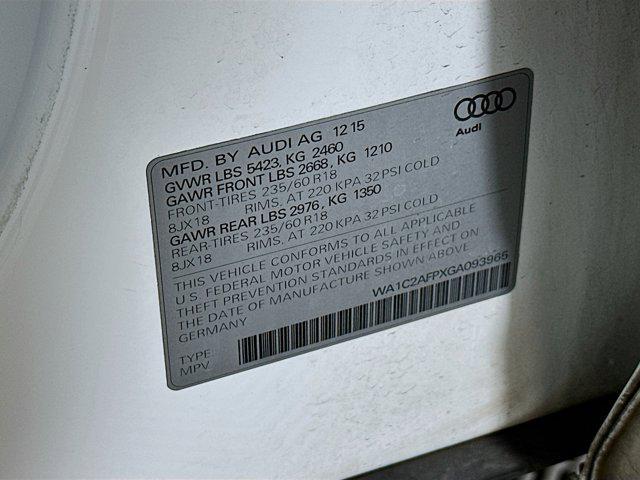 Audi
MFD. BY AUDI AG 12 15
GVWR LBS 5423, KG 2460
GAWR FRONT LBS 2668, KG 1210
FRONT-TIRES 235/60 R18
8JX18 RIMS, AT 220 KPA 32 PSI COLD
GAWR REAR LBS 2976, KG 1350
REAR-TIRES 235/60 R18
8JX18 RIMS, AT 220 KPA 32 PSI COLD
THIS VEHICLE CONFORMS TO ALL APPLICABLE
U.S. FEDERAL MOTOR VEHICLE SAFETY AND
THEFT PREVENTION STANDARDS IN EFFECT ON
THE DATE OF MANUFACTURE SHOWN ABOVE
GERMANY
WA1C2AFPXGA093965
TYPE
MPV